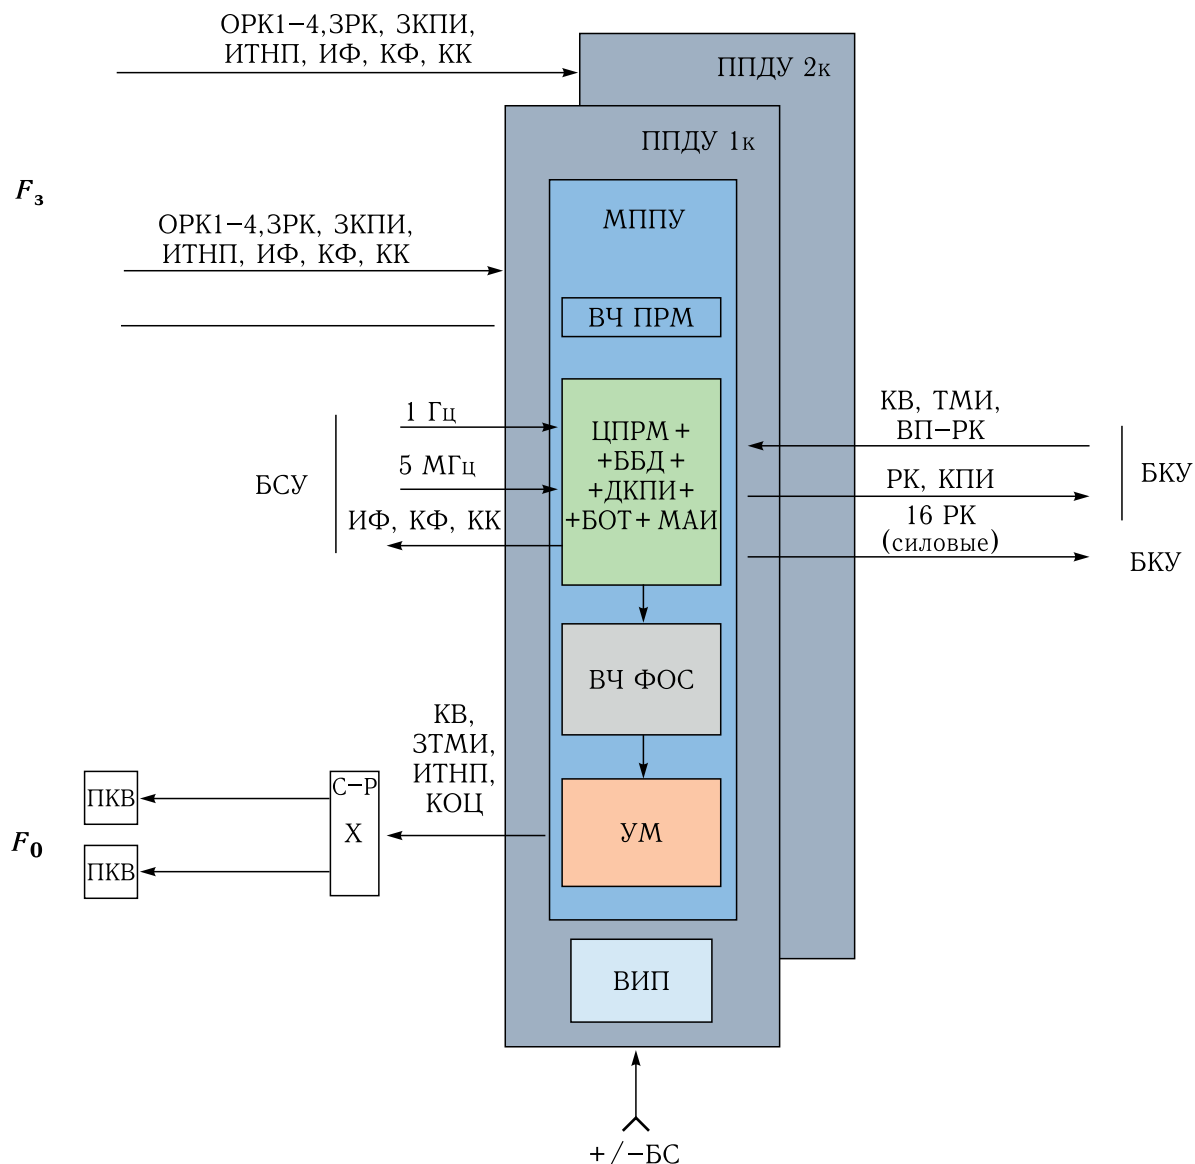 ОРК1−4,ЗРК, ЗКПИ,
ИТНП, ИФ, КФ, КК
ППДУ 2к
ППДУ 1к
Fз
МППУ
ОРК1−4,ЗРК, ЗКПИ,
ИТНП, ИФ, КФ, КК
ВЧ ПРМ
1 Гц
5 МГц
БСУ
ИФ, КФ, КК
ЦПРМ +
+ББД +
+ДКПИ+
+БОТ+ МАИ
КВ, ТМИ,
ВП−РК
РК, КПИ
БКУ
16 РК
(силовые)
БКУ
ВЧ ФОС
КВ,
ЗТМИ,
ИТНП,
КОЦ
УМ
С−Р
Х
ПКВ
F0
ПКВ
ВИП
+/−БС